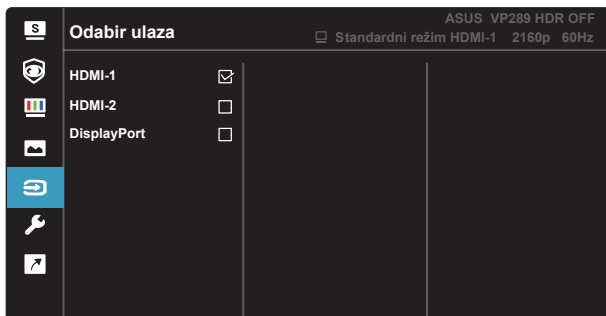 S
Odabir ulaza
ASUS VP289 HDR OFF
Standardni režim HDMI-1 2160p 60Hz
HDMI-1
HDMI-2
DisplayPort